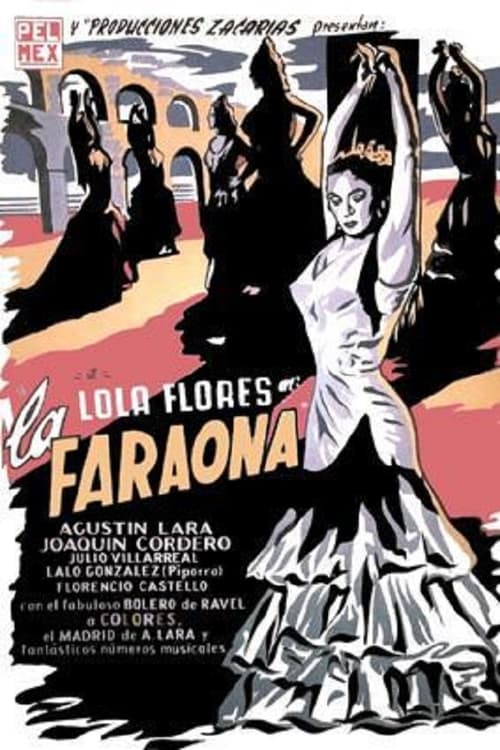 PEL
MEX
y PRODUCCIONES ZACARIAS presentan:
a
LOLA FLORES en:
"la
FARAONA"
AGUSTIN LARA
JOAQUIN CORDERO
JULIO VILLARREAL
LALO GONZALEZ (Piporro)
FLORENCIO CASTELLO
con el fabuloso BOLERO de RAVEL
a COLORES,
el MADRID de A. LARA y
fantásticos números musicales